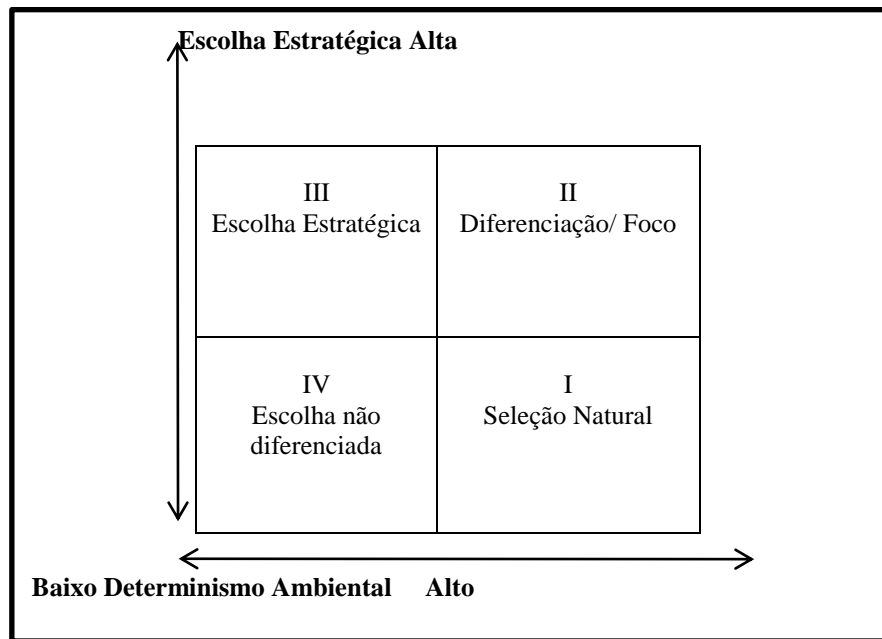 Escolha Estratégica Alta
III
Escolha Estratégica
II
Diferenciação/ Foco
IV
Escolha não
diferenciada
I
Seleção Natural
Baixo Determinismo Ambiental Alto